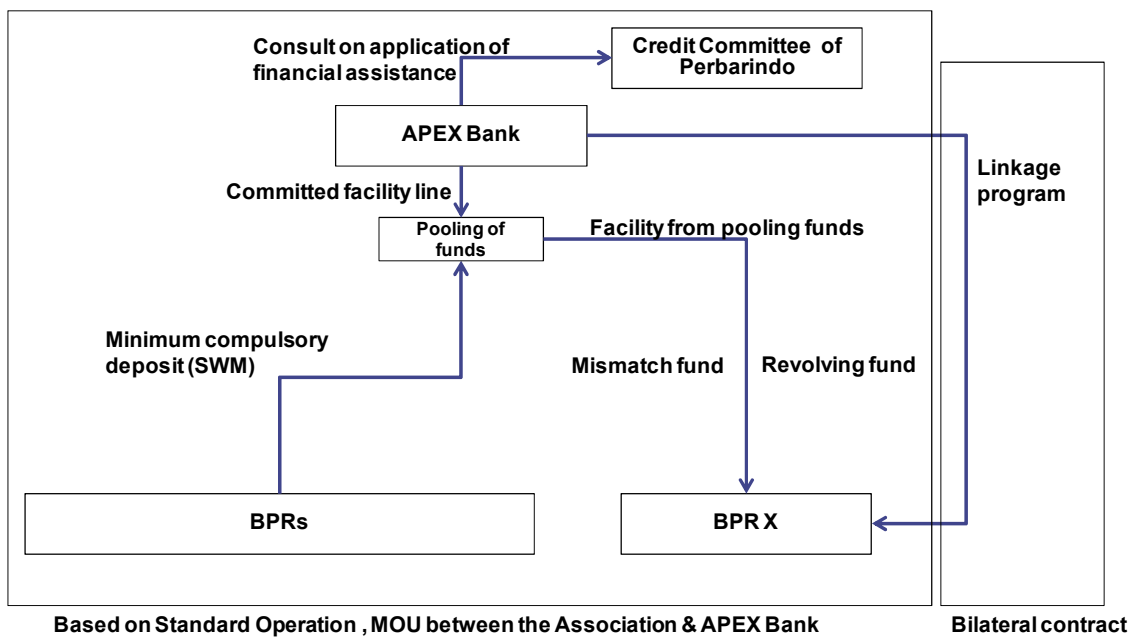 Consult on application of
financial assistance
Credit Committee of
Perbarindo
APEX Bank
Linkage
program
Committed facility line
Pooling of
funds
Facility from pooling funds
Minimum compulsory
deposit (SWM)
Mismatch fund
Revolving fund
BPRs
BPR X
Based on Standard Operation , MOU between the Association & APEX Bank
Bilateral contract